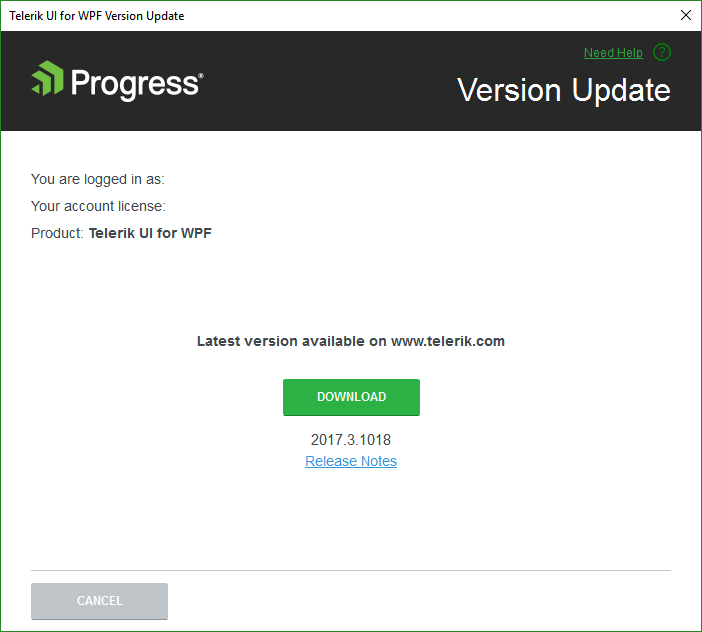 Telerik UI for WPF Version Update
Need Help ?
Progress®
Version Update
You are logged in as:
Your account license:
Product: Telerik UI for WPF
Latest version available on www.telerik.com
DOWNLOAD
2017.3.1018
Release Notes
CANCEL